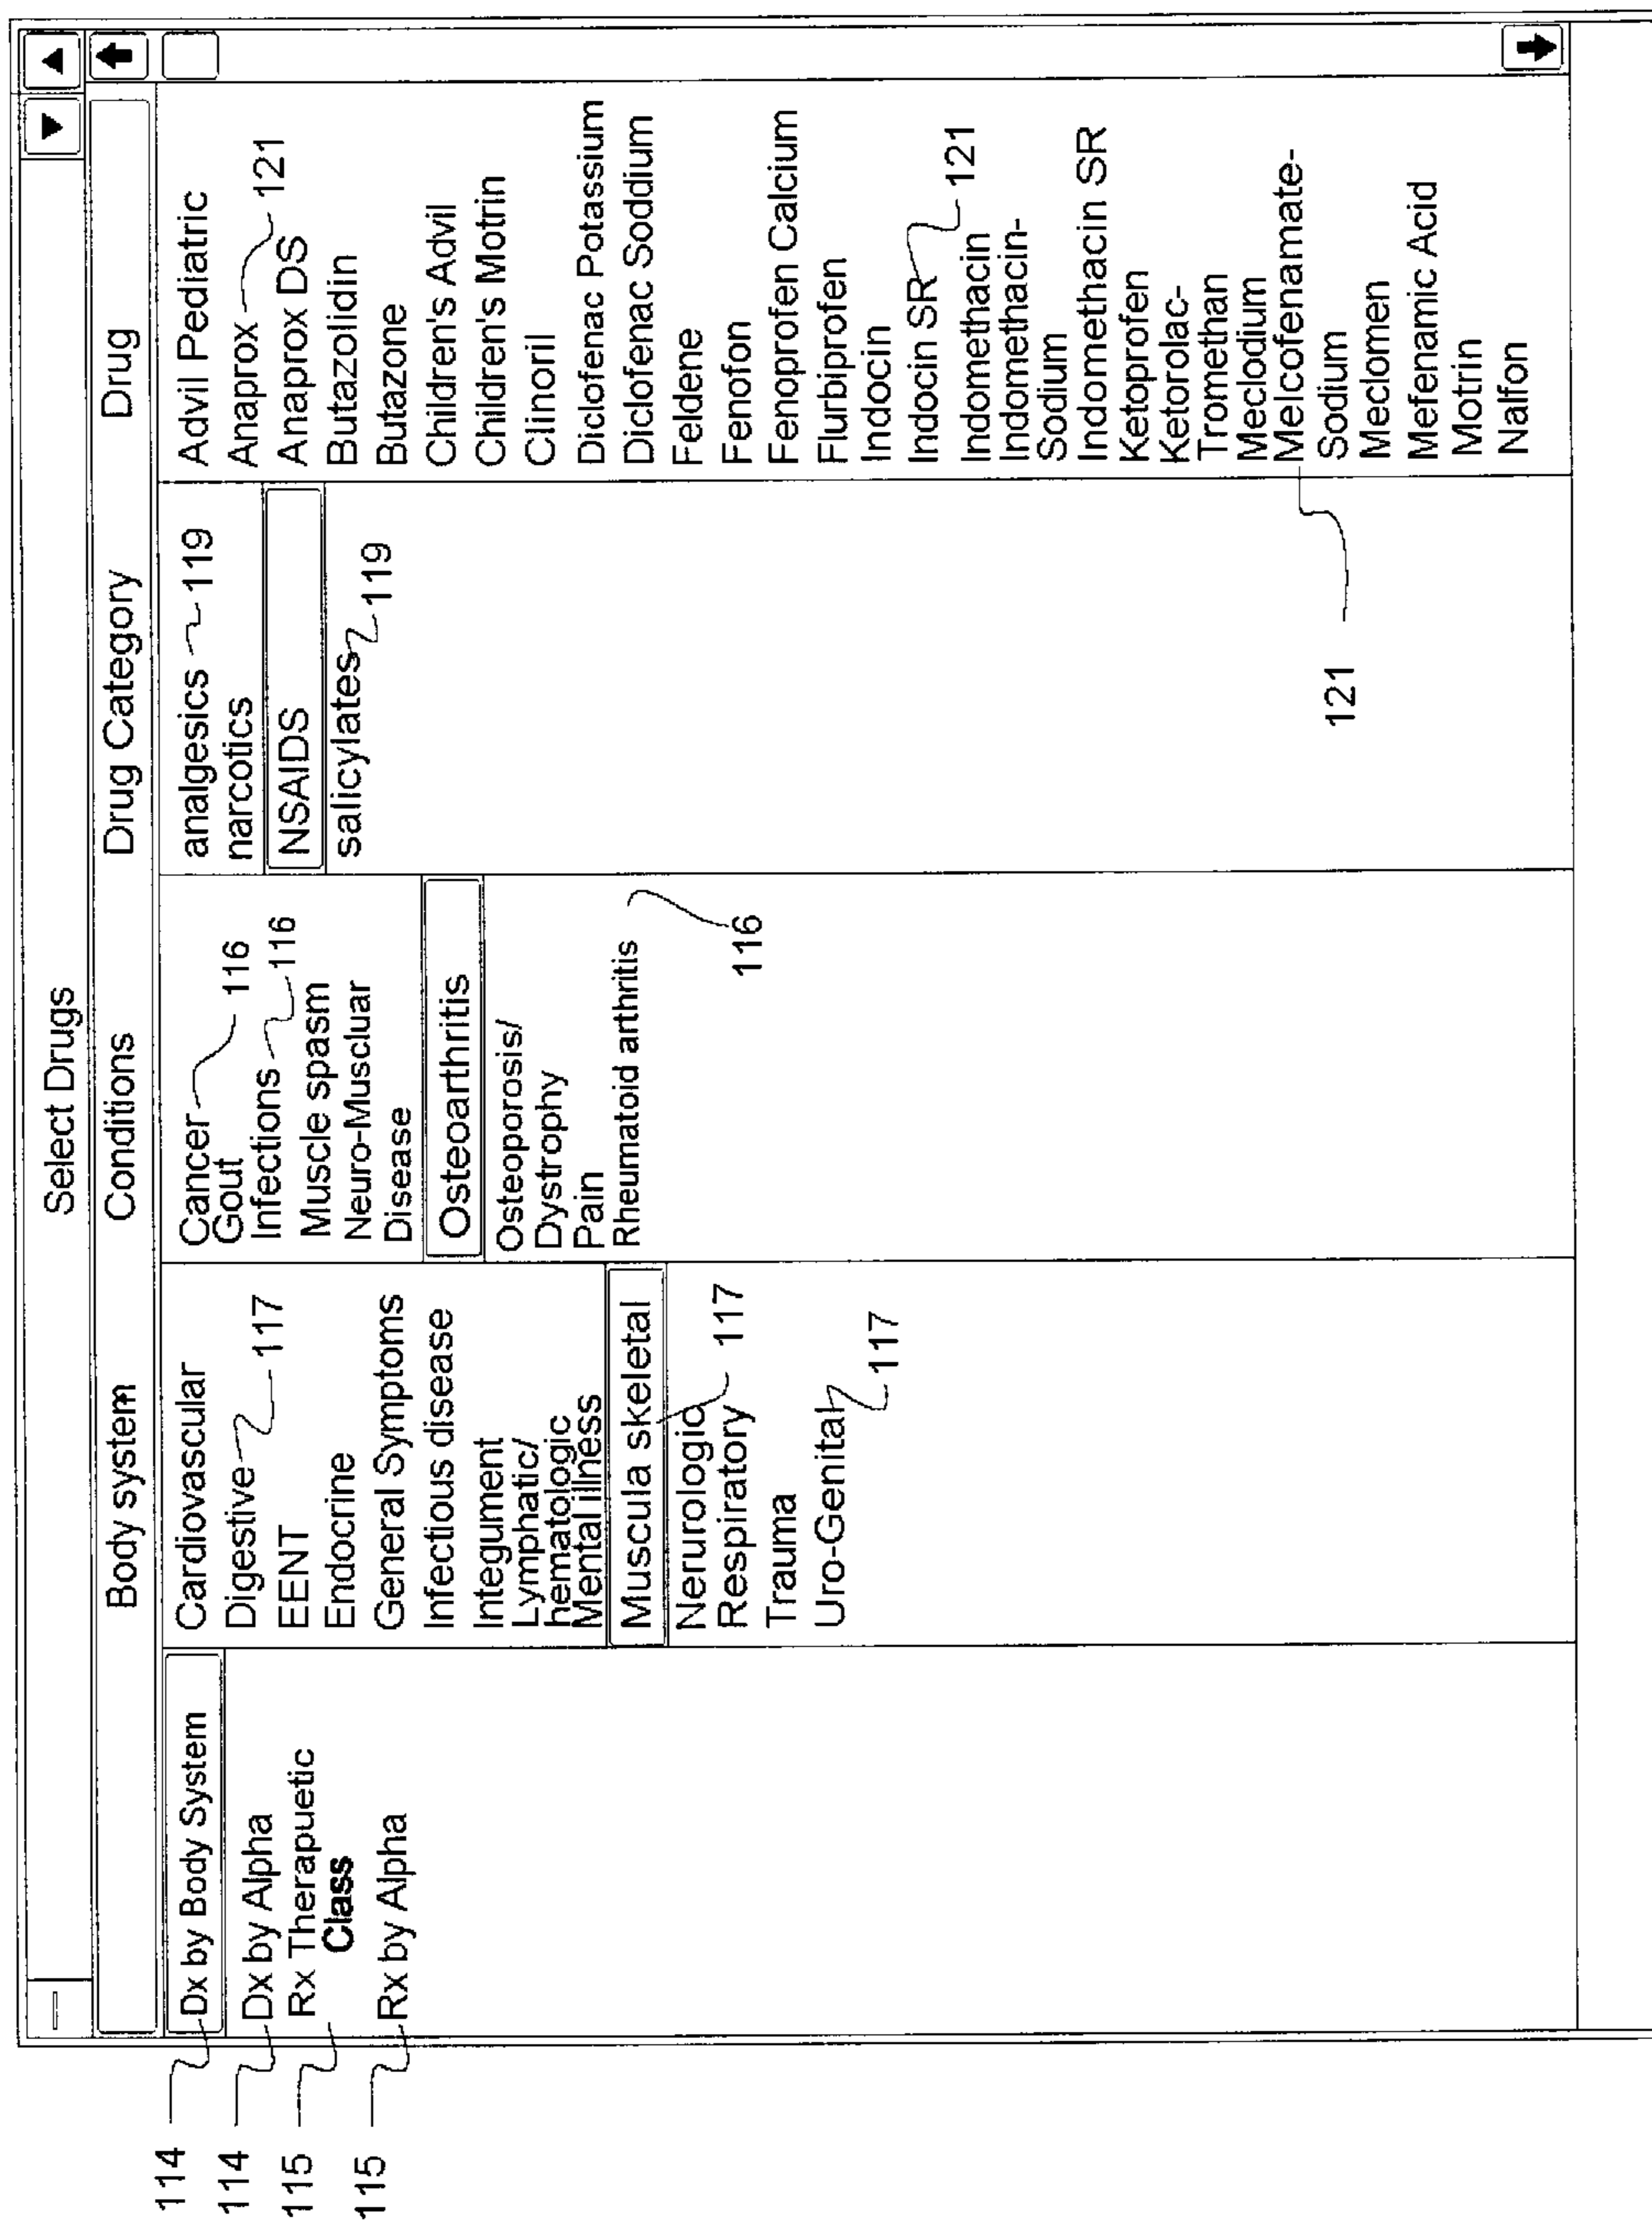 Select Drugs
Body system
Conditions
Drug Category
Drug
114
Dx by Body System
114
Dx by Alpha
115
Rx Therapuetic
Class
115
Rx by Alpha
Cardiovascular
Digestive 117
EENT
Endocrine
General Symptoms
Infectious disease
Integument
Lymphatic/
hematologic
Mental illness
Muscula skeletal
117
Nerurologic
Respiratory
Trauma
Uro-Genital 117
Cancer 116
Gout
Infections 116
Muscle spasm
Neuro-Muscluar
Disease
Osteoarthritis
Osteoporosis/
Dystrophy
Pain
Rheumatoid arthritis
116
analgesics 119
narcotics
NSAIDS
salicylates 119
Advil Pediatric
Anaprox 121
Anaprox DS
Butazolidin
Butazone
Children's Advil
Children's Motrin
Clinoril
Diclofenac Potassium
Diclofenac Soddium
Feldene
Fenofon
Fenoprofen Calcium
Flurbiprofen
Indocin
Indocin SR 121
Indomethacin
Indomethacin-
Sodium
Indomethacin SR
Ketoprofen
Ketorolac-
Tromethan
Meclodium
Melcofenamate-
121
Sodium
Meclomen
Mefenamic Acid
Motrin
Nalfon